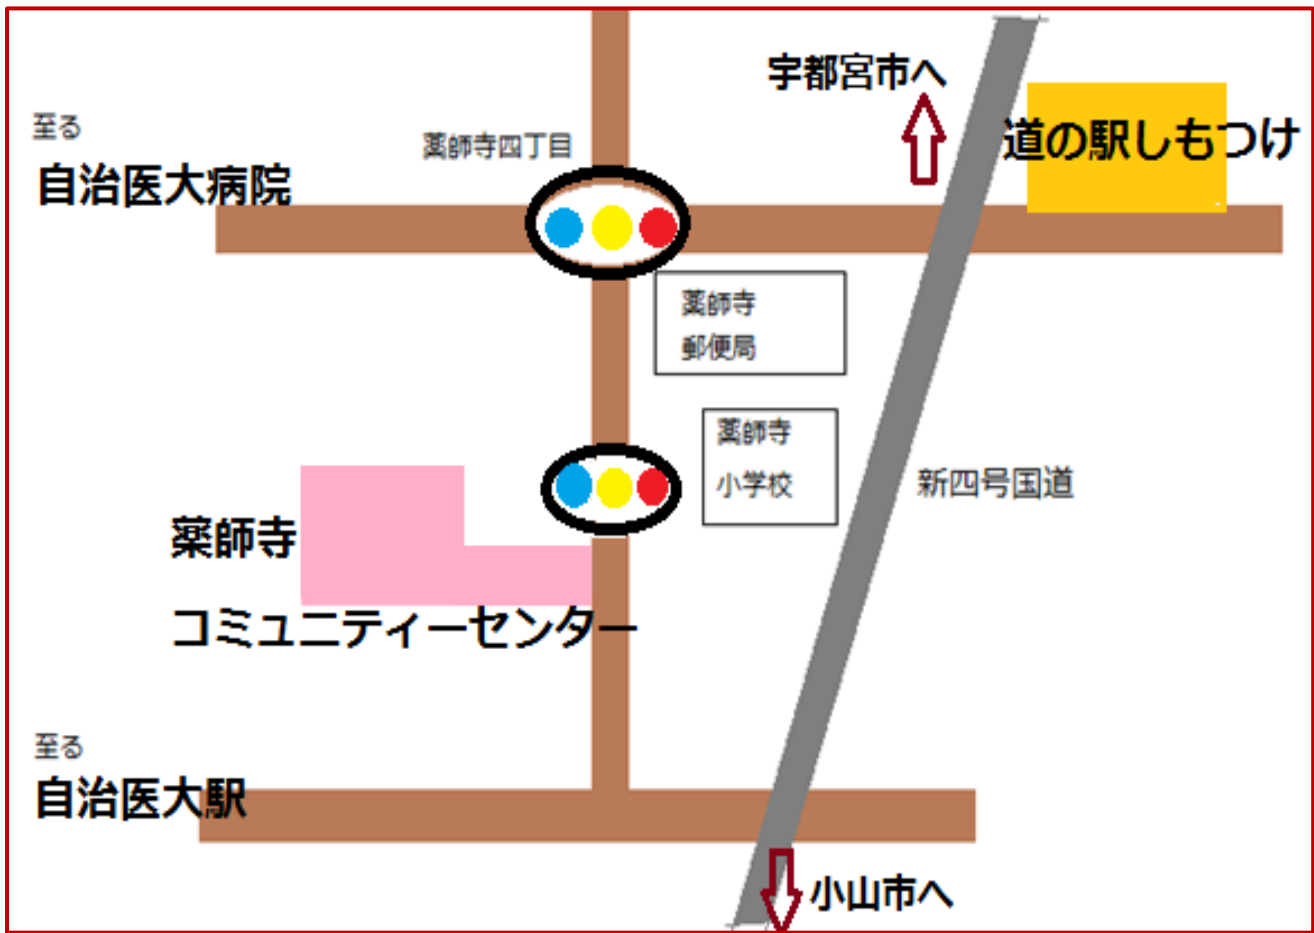 宇都宮市へ
至る
自治医大病院
薬師寺四丁目
道の駅しもつけ
薬師寺
郵便局
薬師寺
小学校
新四号国道
薬師寺
コミュニティーセンター
至る
自治医大駅
小山市へ